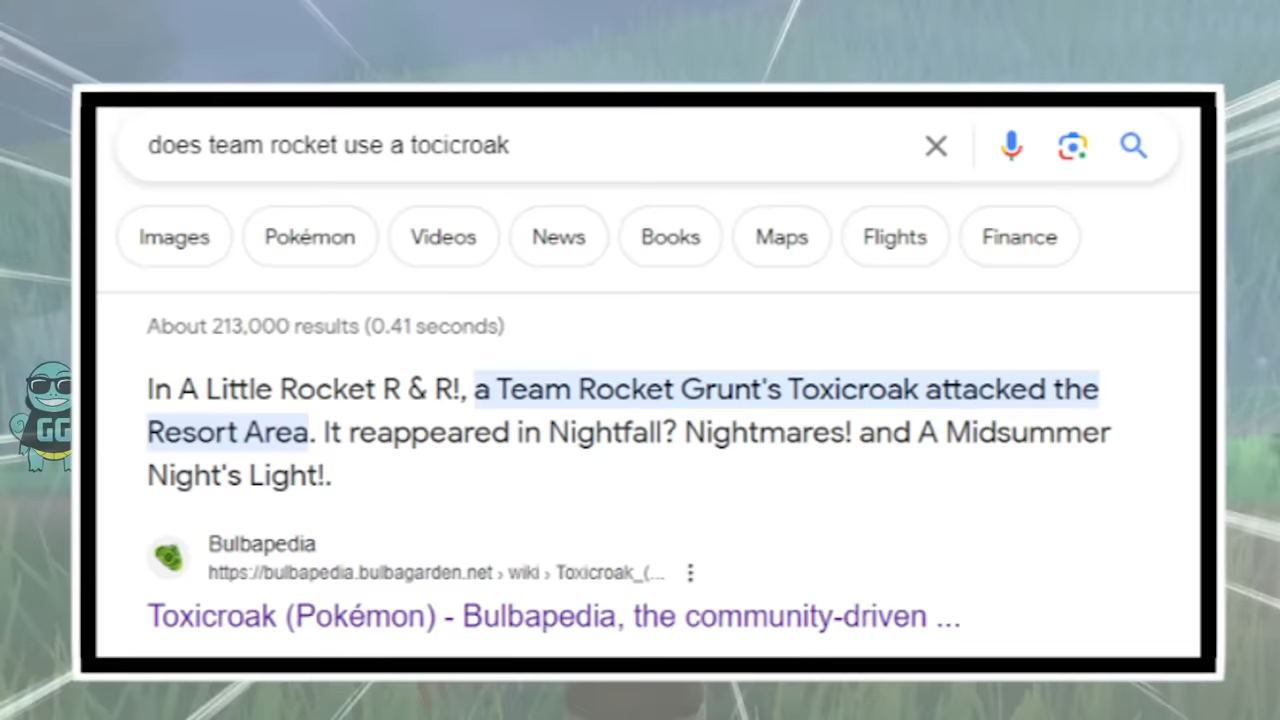 does team rocket use a tocicroak
Images Pokémon Videos News Books Maps Flights Finance
About 213,000 results (0.41 seconds)
In A Little Rocket R & R!, a Team Rocket Grunt's Toxicroak attacked the
Resort Area. It reappeared in Nightfall? Nightmares! and A Midsummer
Night's Light!.
GG
Bulbapedia
https://bulbapedia.bulbagarden.net › wiki › Toxicroak_(...
Toxicroak (Pokémon) - Bulbapedia, the community-driven ...